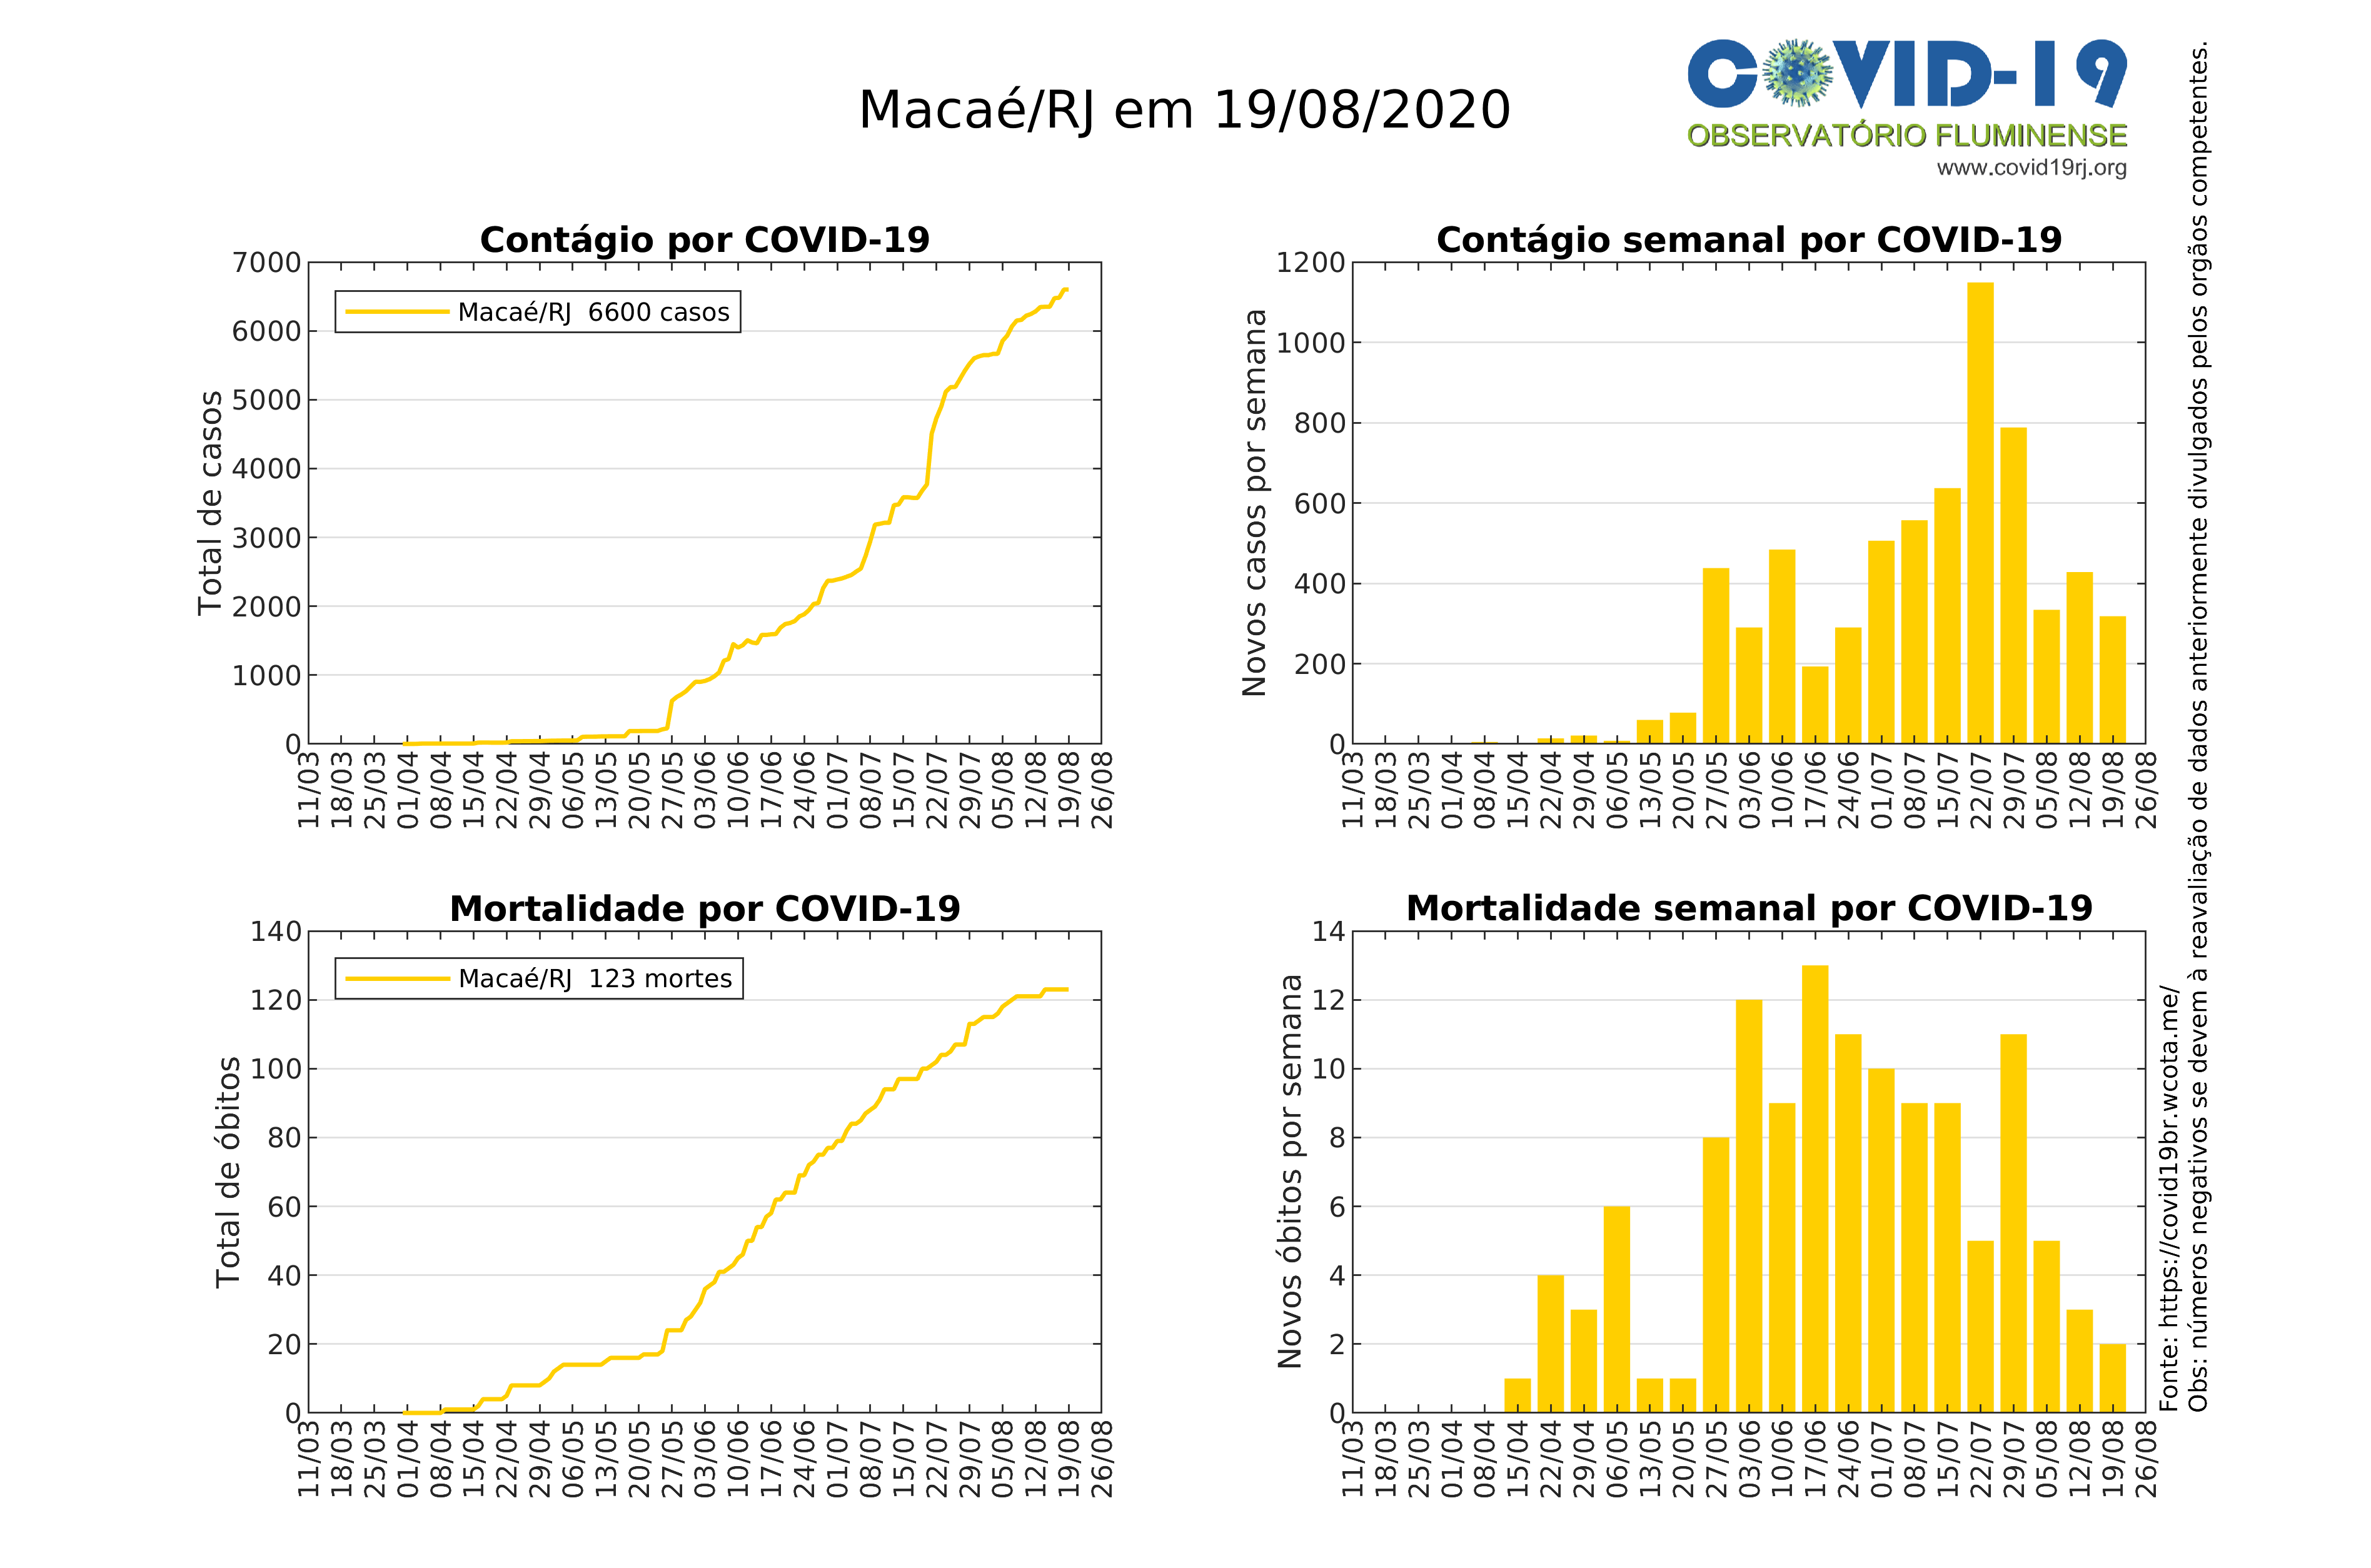 Macaé/RJ em 19/08/2020
COVID-19
OBSERVATÓRIO FLUMINENSE
www.covid19rj.org
Contágio por COVID-19
Total de casos
7000
6000
5000
4000
3000
2000
1000
0
Macaé/RJ  6600 casos
11/03 18/03 25/03 01/04 08/04 15/04 22/04 29/04 06/05 13/05 20/05 27/05 03/06 10/06 17/06 24/06 01/07 08/07 15/07 22/07 29/07 05/08 12/08 19/08 26/08
Contágio semanal por COVID-19
Novos casos por semana
1200
1000
800
600
400
200
0
11/03 18/03 25/03 01/04 08/04 15/04 22/04 29/04 06/05 13/05 20/05 27/05 03/06 10/06 17/06 24/06 01/07 08/07 15/07 22/07 29/07 05/08 12/08 19/08 26/08
Mortalidade por COVID-19
Total de óbitos
140
120
100
80
60
40
20
0
Macaé/RJ  123 mortes
11/03 18/03 25/03 01/04 08/04 15/04 22/04 29/04 06/05 13/05 20/05 27/05 03/06 10/06 17/06 24/06 01/07 08/07 15/07 22/07 29/07 05/08 12/08 19/08 26/08
Mortalidade semanal por COVID-19
Novos óbitos por semana
14
12
10
8
6
4
2
0
11/03 18/03 25/03 01/04 08/04 15/04 22/04 29/04 06/05 13/05 20/05 27/05 03/06 10/06 17/06 24/06 01/07 08/07 15/07 22/07 29/07 05/08 12/08 19/08 26/08
Fonte: https://covid19br.wcota.me/
Obs: números negativos se devem à reavaliação de dados anteriormente divulgados pelos orgãos competentes.